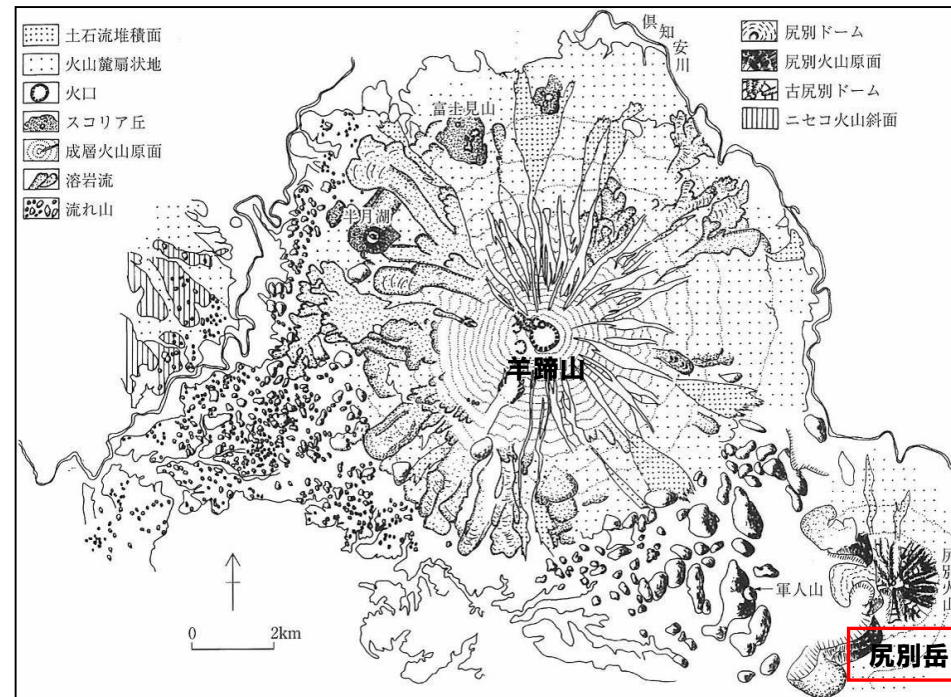 土石流堆積面
火山麓扇状地
火口
スコリア丘
成層火山原面
溶岩流
流れ山
尻別ドーム
尻別火山原面
古尻別ドーム
ニセコ火山斜面
倶知安川
富士見山
半月湖
羊蹄山
軍人山
尻別火山
尻別岳
0 2km